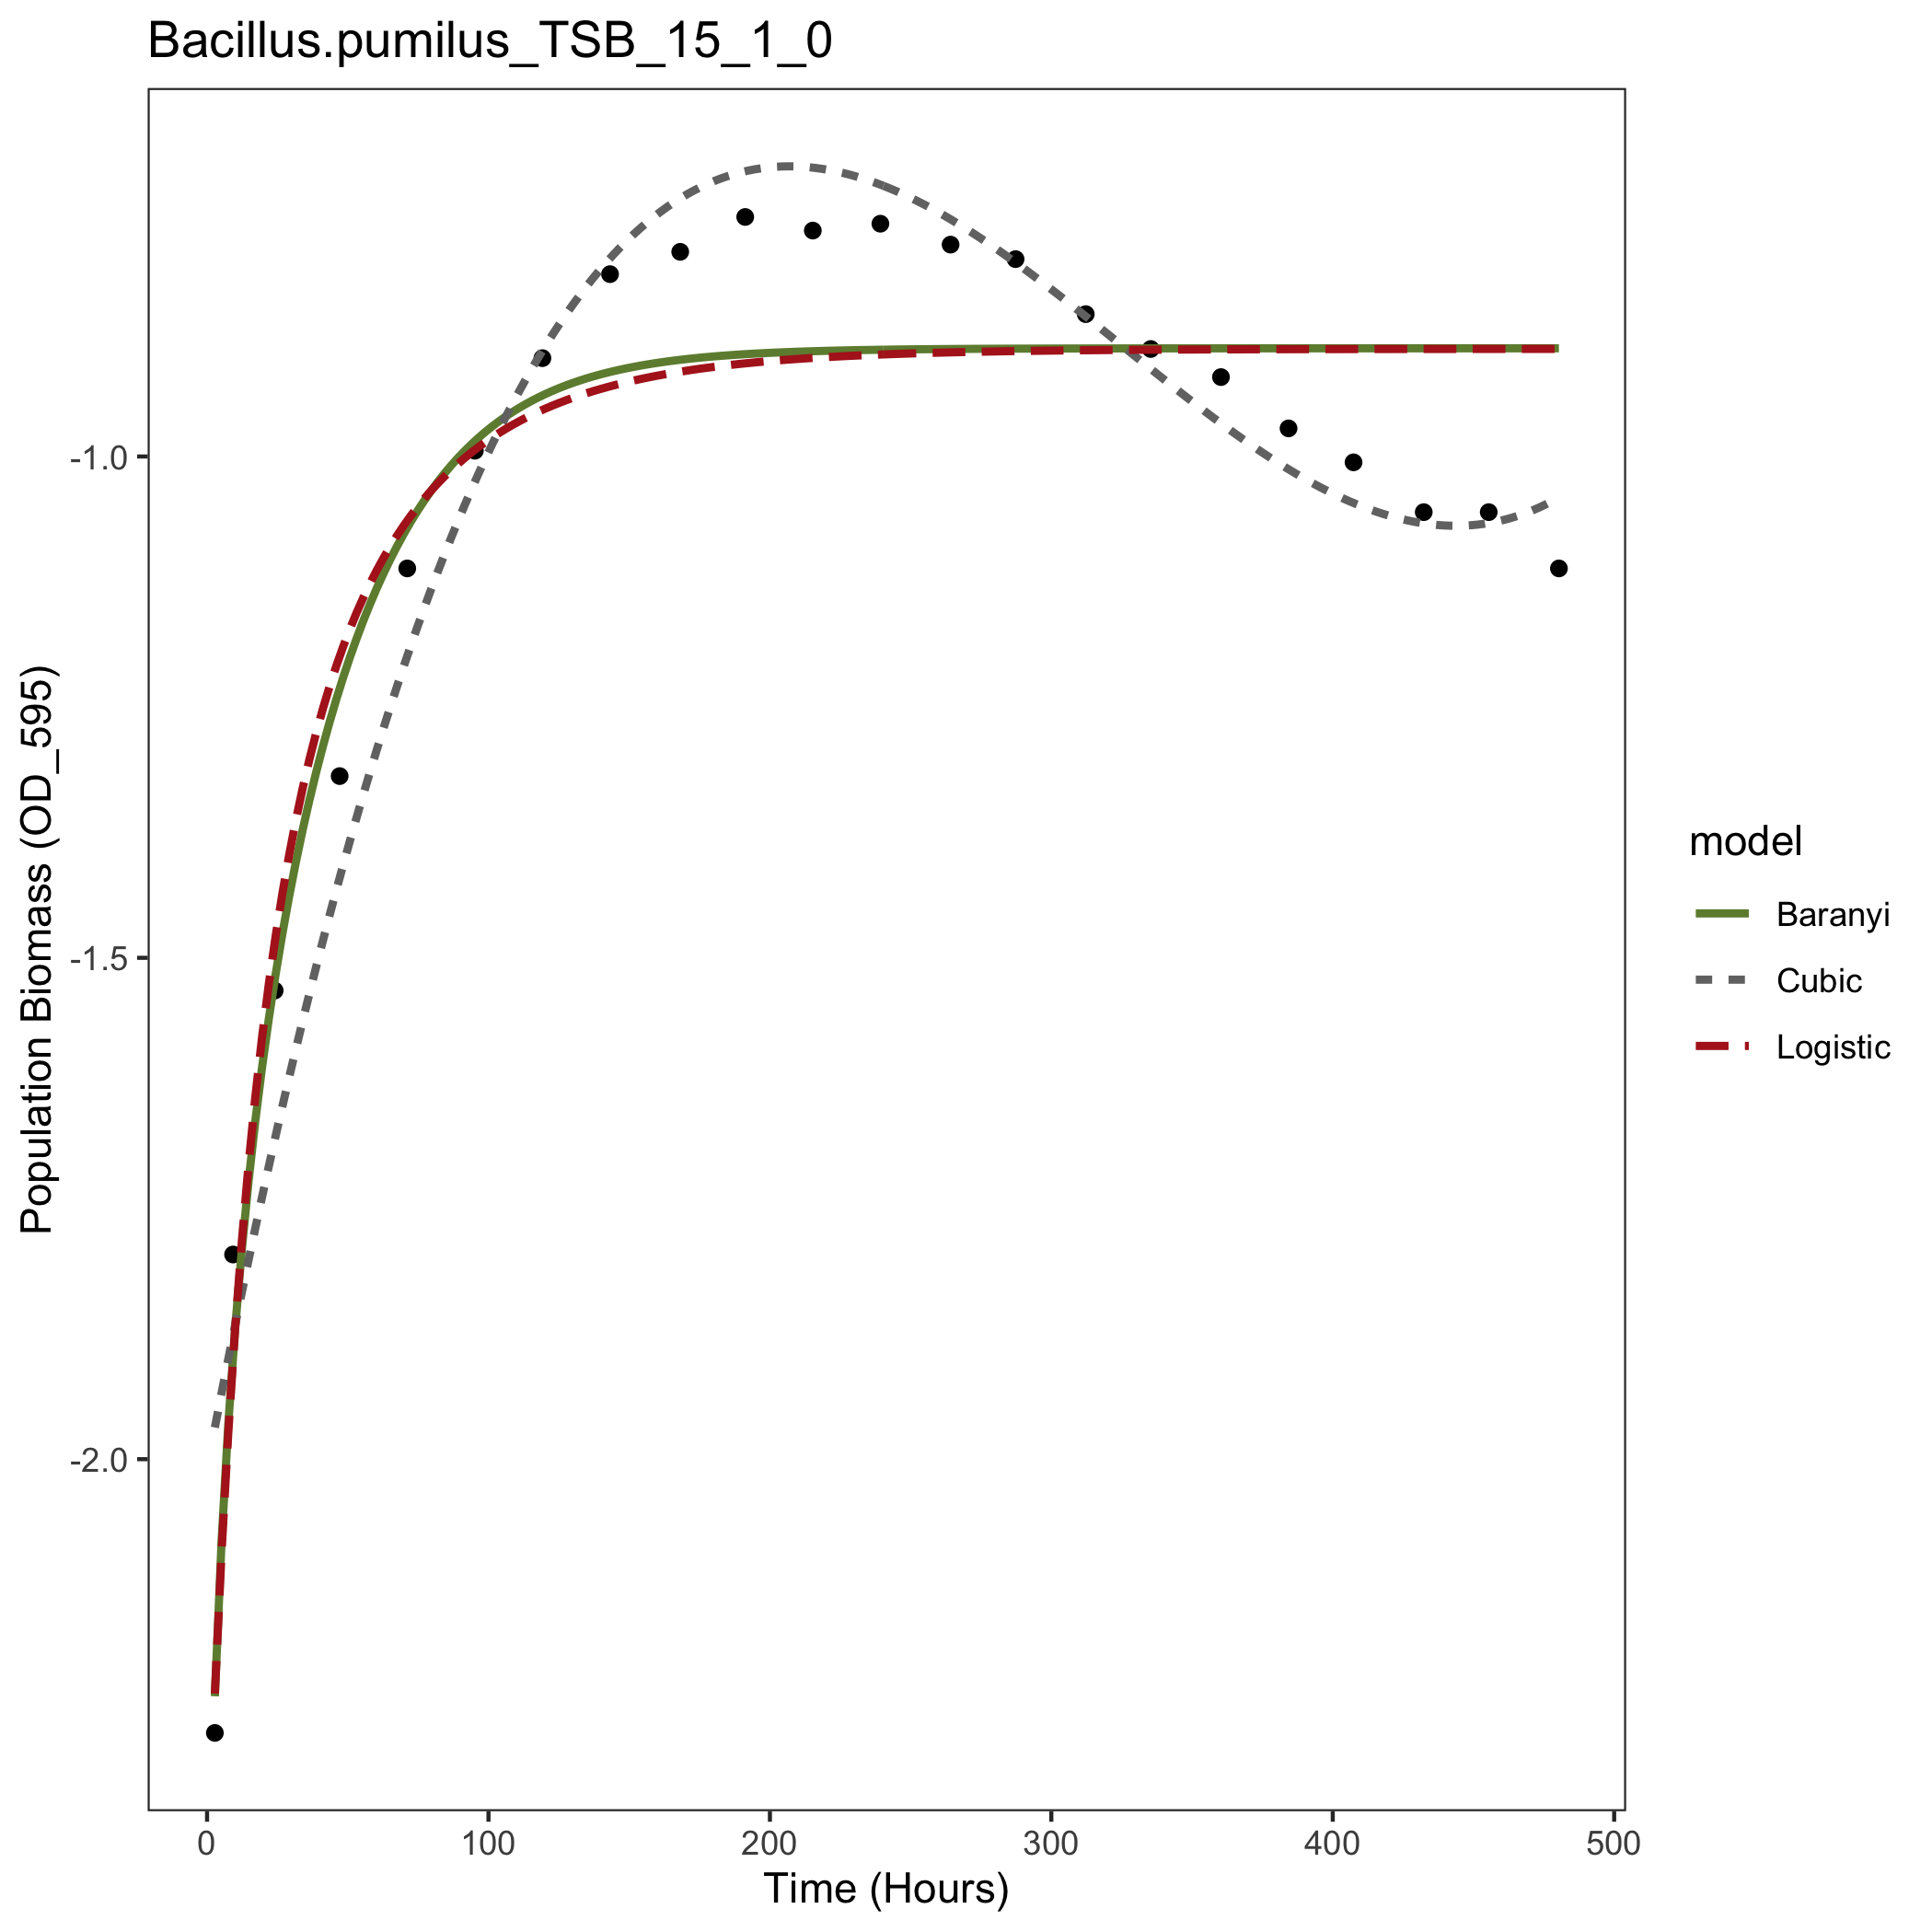 Bacillus.pumilus_TSB_15_1_0
Population Biomass (OD_595)
-1.0
-1.5
-2.0
0 100 200 300 400 500
Time (Hours)
model
Baranyi
Cubic
Logistic